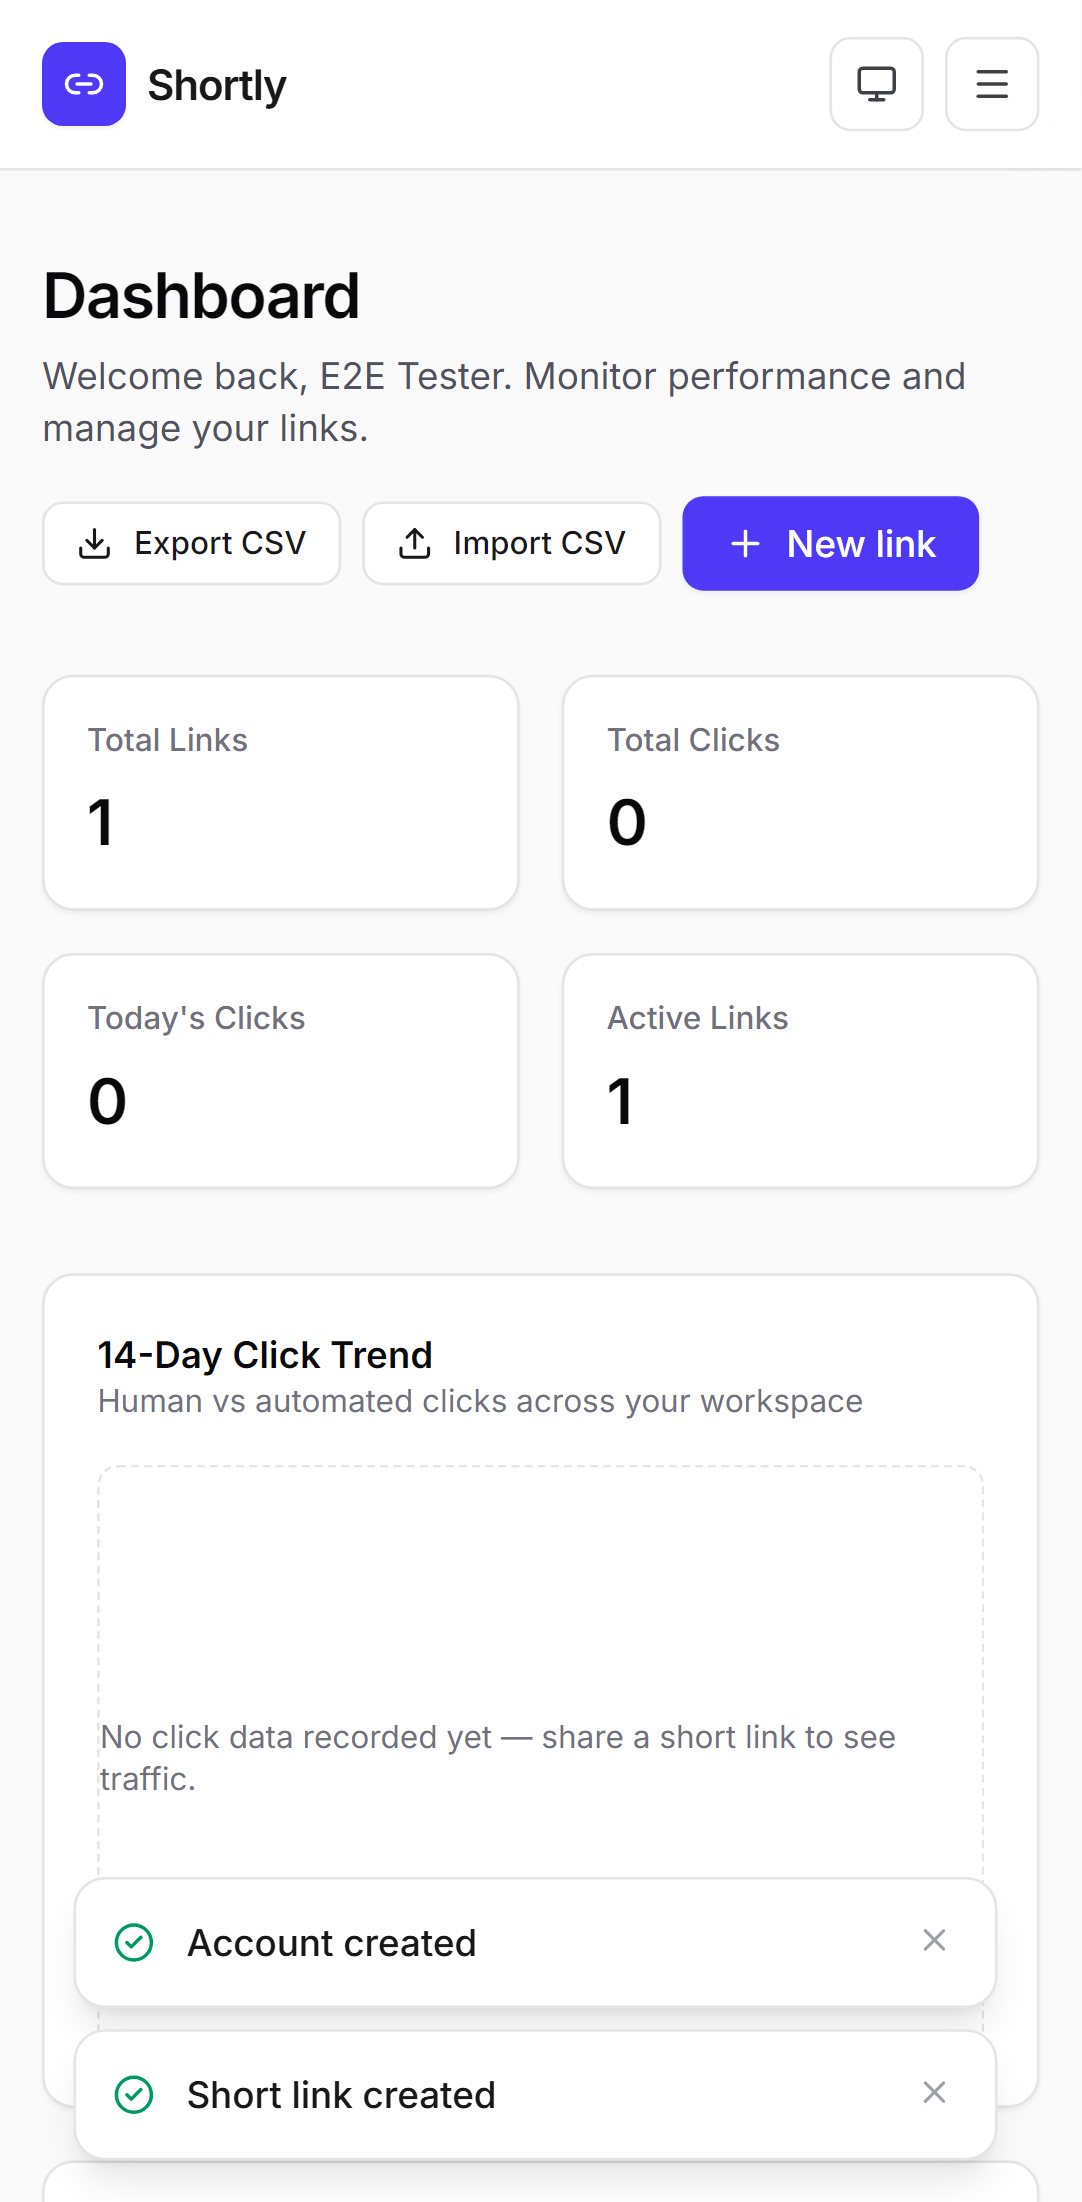 Shortly
Dashboard
Welcome back, E2E Tester. Monitor performance and
manage your links.
Export CSV
Import CSV
New link
Total Links
1
Total Clicks
0
Today's Clicks
0
Active Links
1
14-Day Click Trend
Human vs automated clicks across your workspace
No click data recorded yet — share a short link to see
traffic.
Account created
Short link created